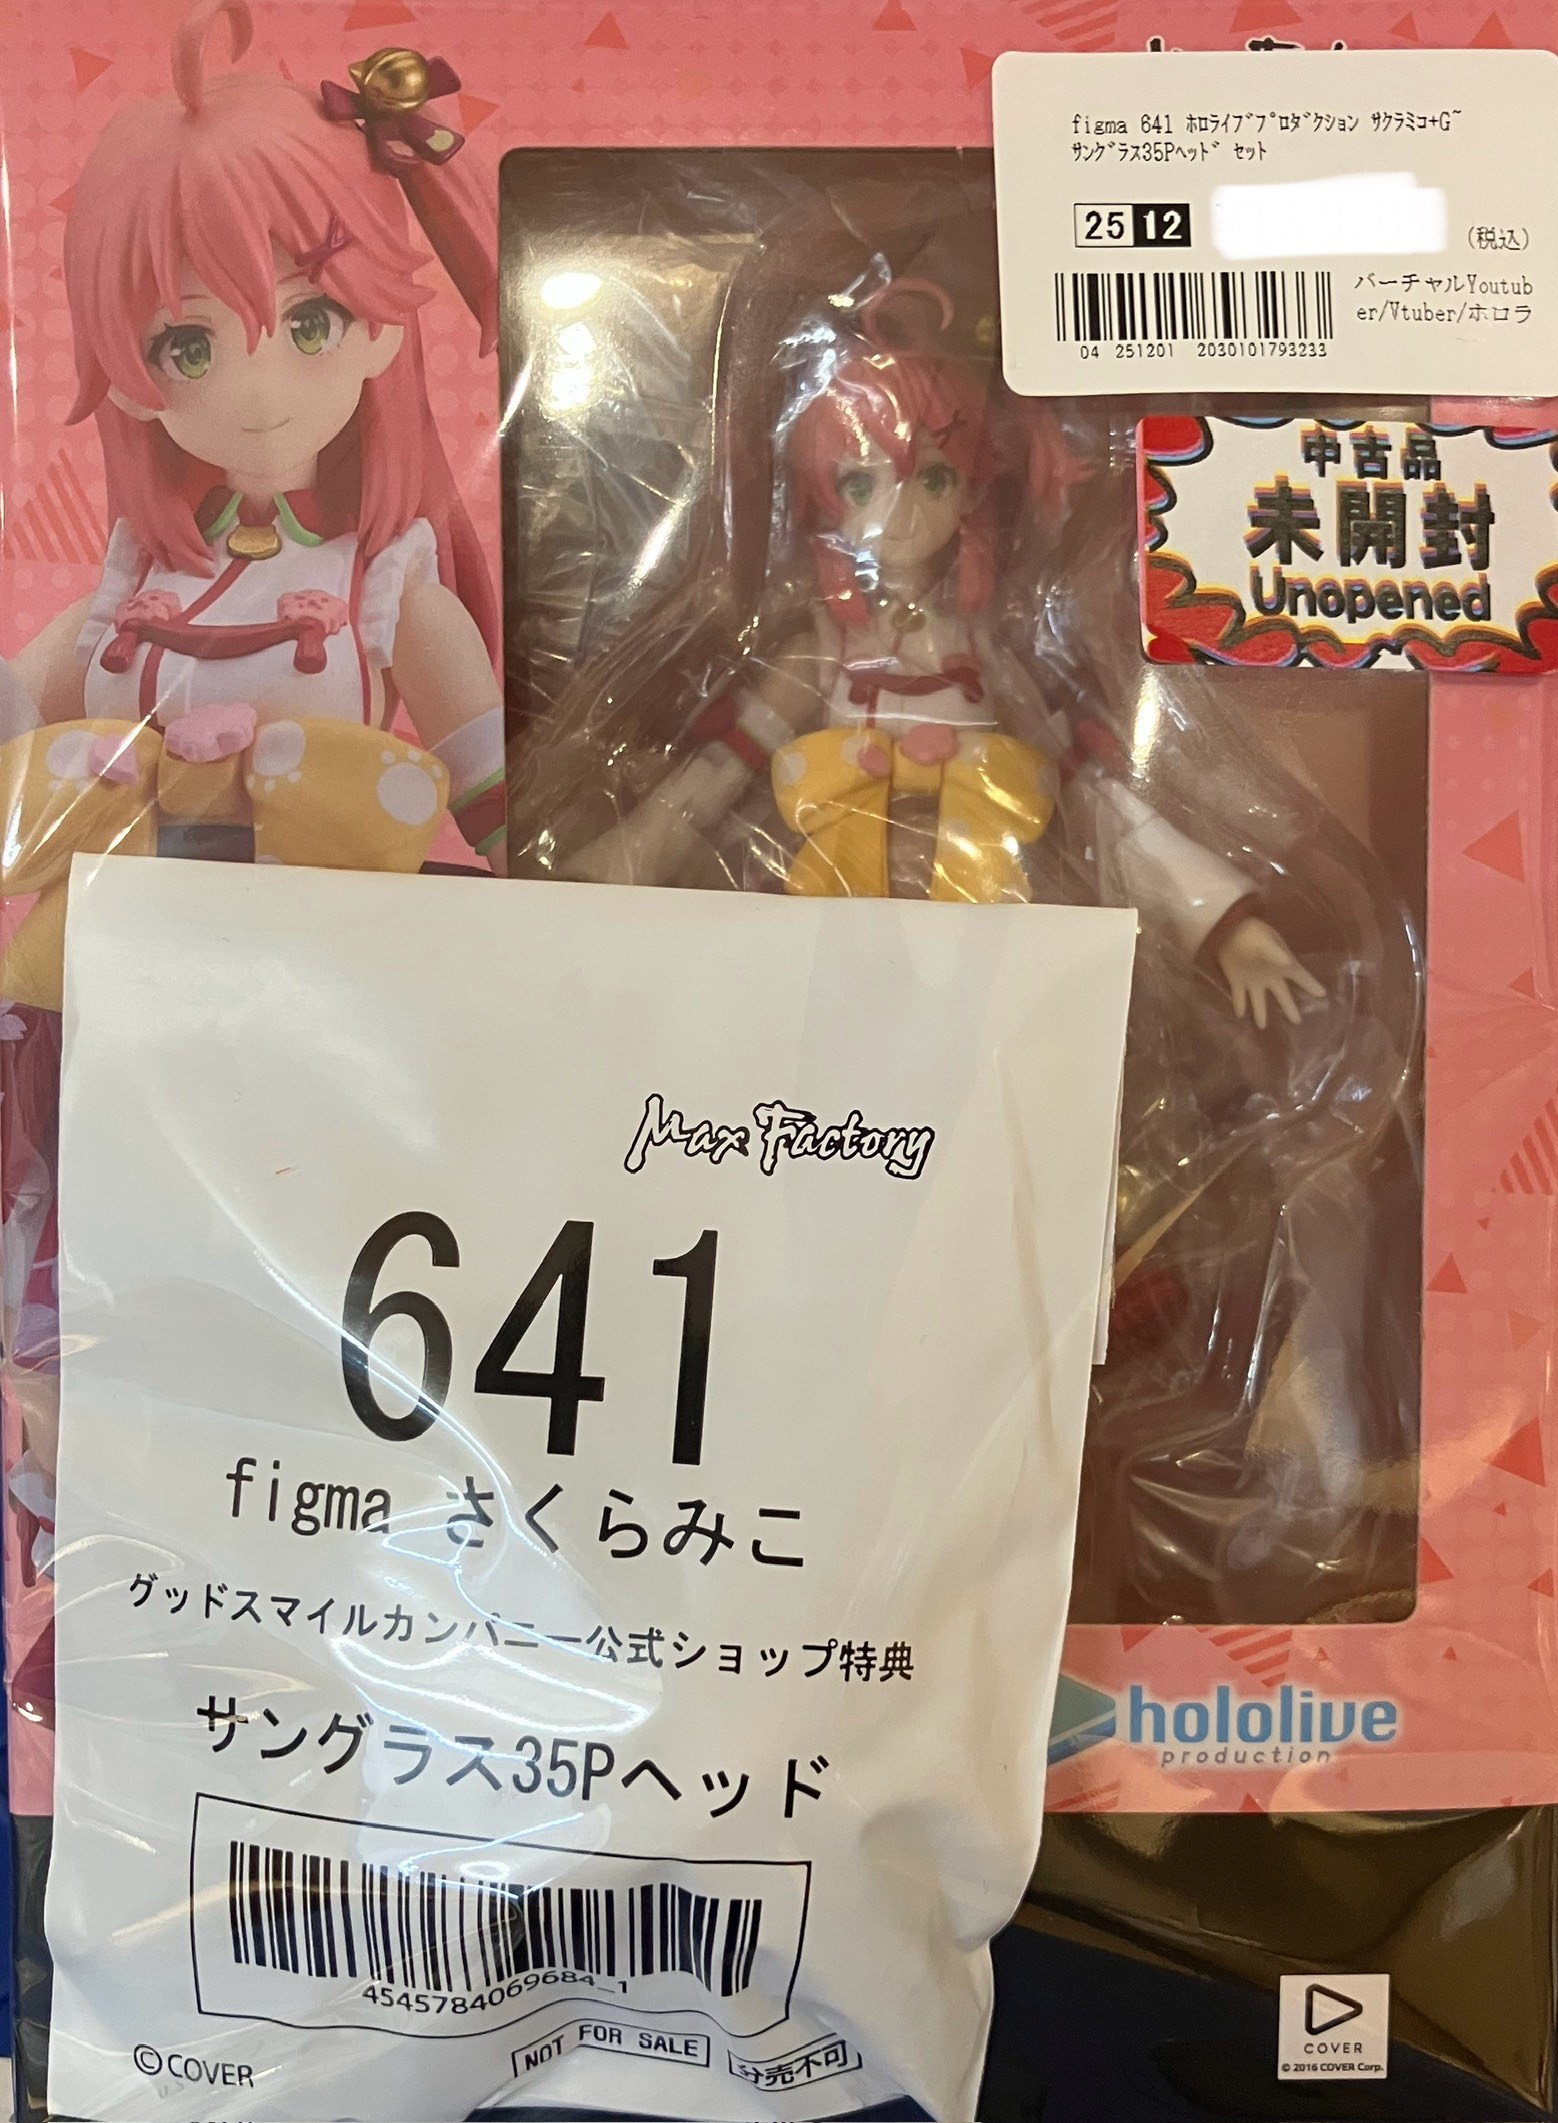 figma 641 ﾎﾛﾗｲﾌﾞﾌﾟﾛﾀﾞｸｼｮﾝ ｻｸﾗﾐｺ+G~
ｻﾝｸﾞﾗｽ35Pﾍｯﾄﾞ ｾｯﾄ
25 12
(税込)
バーチャルYoutub
er/Vtuber/ホロラ
04 251201 2030101793233
中古品
未開封
Unopened
Max Factory
641
figma さくらみこ
グッドスマイルカンパニー公式ショップ特典
サングラス35Pヘッド
4545784069684_1
©COVER
NOT FOR SALE
分売不可
hololive
production
COVER
© 2016 COVER Corp.